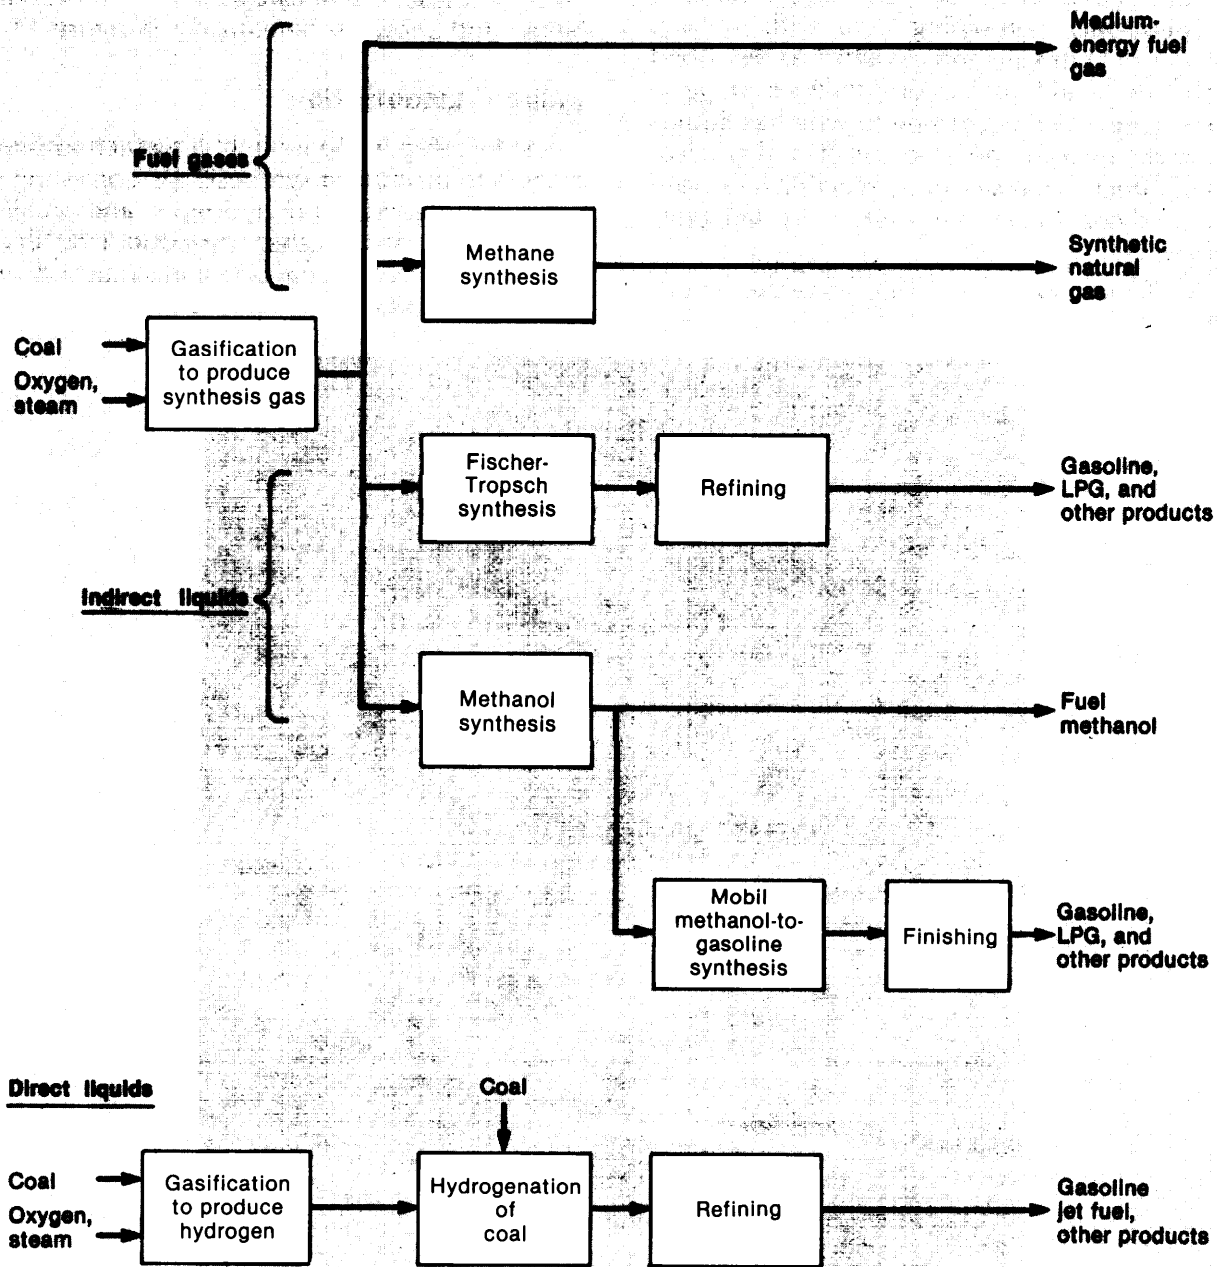 Medium-
energy fuel
gas
Fuel gases
Methane
synthesis
Synthetic
natural
gas
Coal
Oxygen,
steam
Gasification
to produce
synthesis gas
Fischer-
Tropsch
synthesis
Refining
Gasoline,
LPG, and
other products
Indirect liquids
Methanol
synthesis
Fuel
methanol
Mobil
methanol-to-
gasoline
synthesis
Finishing
Gasoline,
LPG, and
other products
Direct liquids
Coal
Coal
Oxygen,
steam
Gasification
to produce
hydrogen
Hydrogenation
of
coal
Refining
Gasoline
jet fuel,
other products